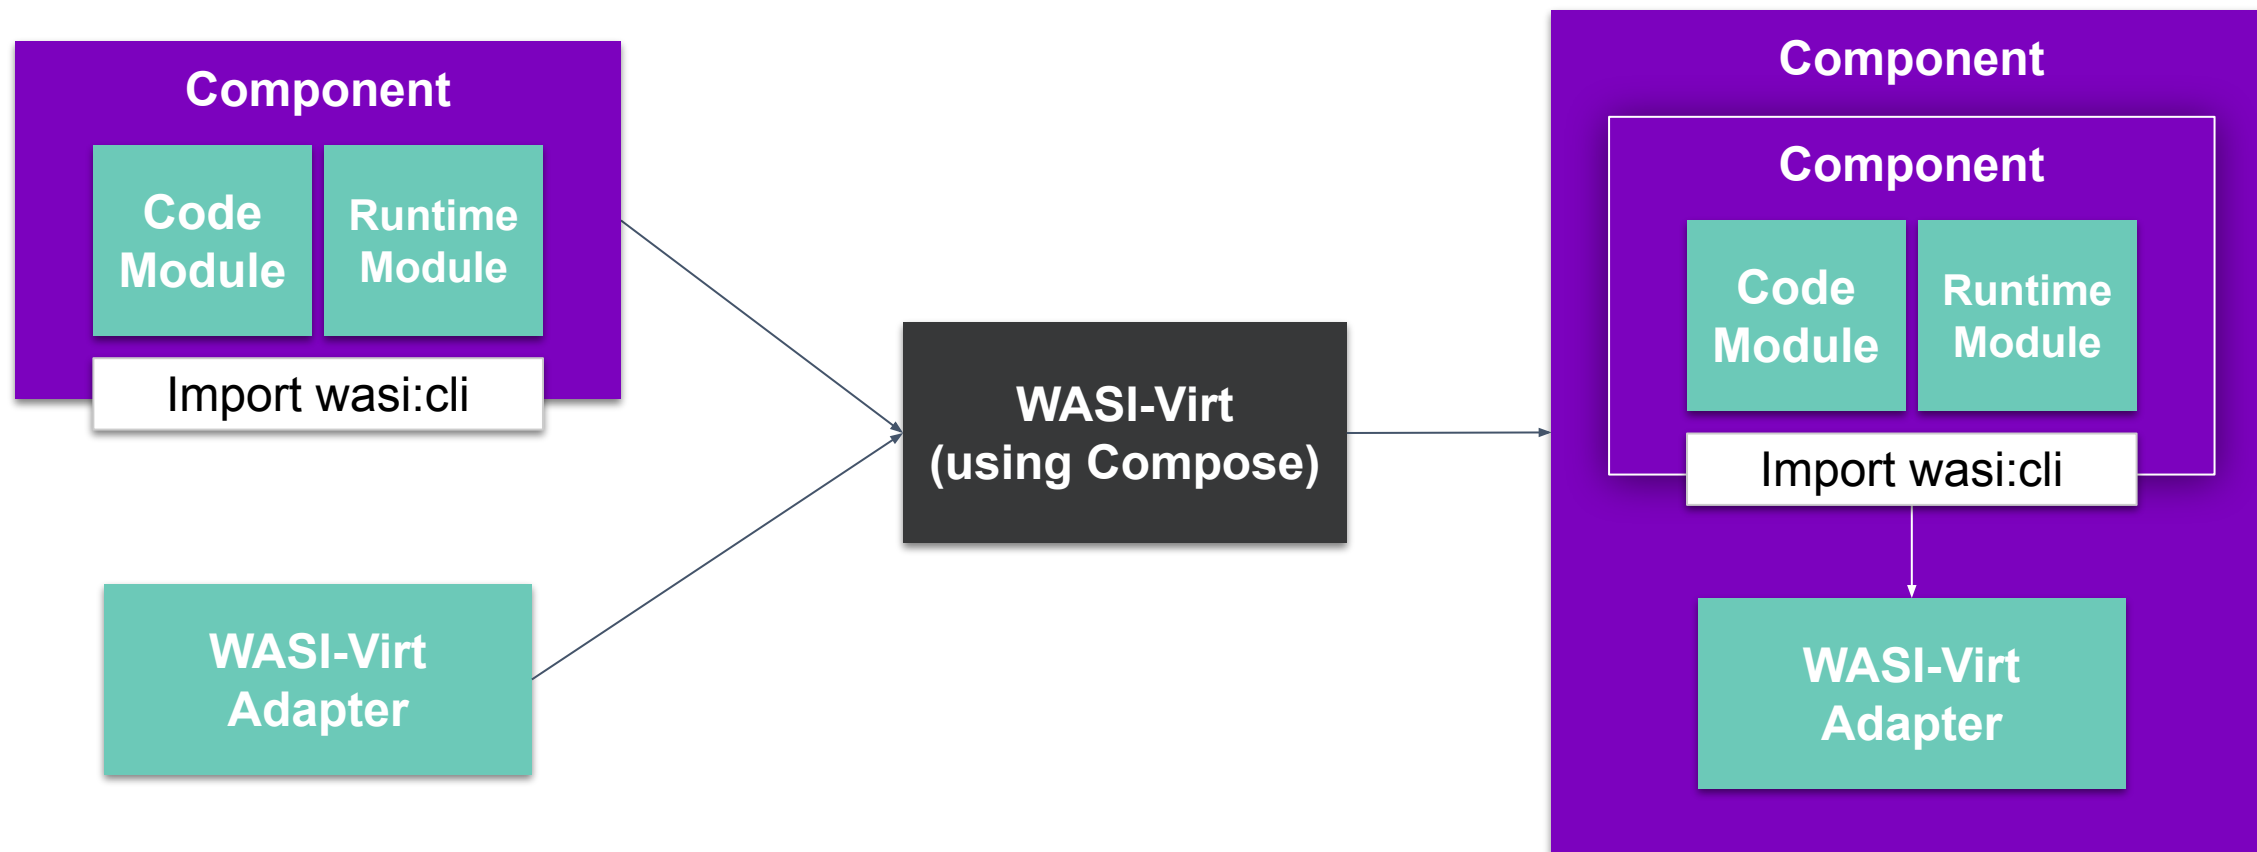 Component
Code
Module
Runtime
Module
Import wasi:cli
WASI-Virt
Adapter
WASI-Virt
(using Compose)
Component
Component
Code
Module
Runtime
Module
Import wasi:cli
WASI-Virt
Adapter